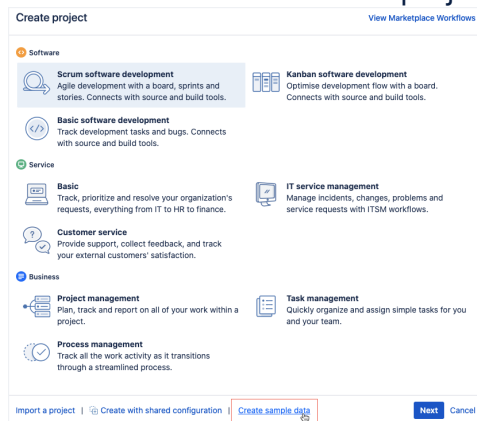 Create project
View Marketplace Workflows
Software
Scrum software development
Agile development with a board, sprints and
stories. Connects with source and build tools.
Kanban software development
Optimise development flow with a board.
Connects with source and build tools.
Basic software development
Track development tasks and bugs. Connects
with source and build tools.
Service
Basic
Track, prioritize and resolve your organization's
requests, everything from IT to HR to finance.
IT service management
Manage incidents, changes, problems and
service requests with ITSM workflows.
Customer service
Provide support, collect feedback, and track
your external customers' satisfaction.
Business
Project management
Plan, track and report on all of your work within a
project.
Task management
Quickly organize and assign simple tasks for you
and your team.
Process management
Track all the work activity as it transitions
through a streamlined process.
Import a project | Create with shared configuration | Create sample data
Next Cancel